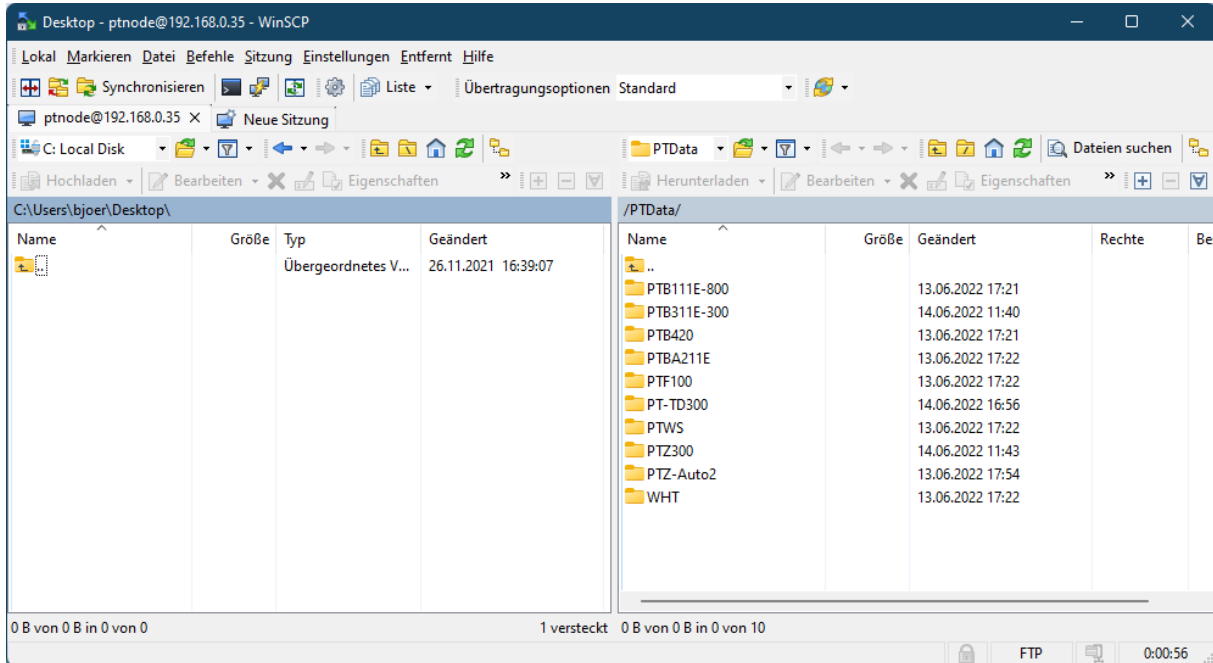 Desktop - ptnode@192.168.0.35 - WinSCP
Lokal Markieren Datei Befehle Sitzung Einstellungen Entfernt Hilfe
Synchronisieren Liste Übertragungsoptionen Standard
ptnode@192.168.0.35 Neue Sitzung
C: Local Disk PTData Dateien suchen
Hochladen Bearbeiten Eigenschaften » Herunterladen Bearbeiten Eigenschaften »
C:\Users\bjoer\Desktop\ /PTData/
Name Größe Typ Geändert Name Größe Geändert Rechte Be
.. Übergeordnetes V... 26.11.2021 16:39:07 ..
PTB111E-800 13.06.2022 17:21
PTB311E-300 14.06.2022 11:40
PTB420 13.06.2022 17:21
PTBA211E 13.06.2022 17:22
PTF100 13.06.2022 17:22
PT-TD300 14.06.2022 16:56
PTWS 13.06.2022 17:22
PTZ300 14.06.2022 11:43
PTZ-Auto2 13.06.2022 17:54
WHT 13.06.2022 17:22
0 B von 0 B in 0 von 0 1 versteckt 0 B von 0 B in 0 von 10
FTP 0:00:56